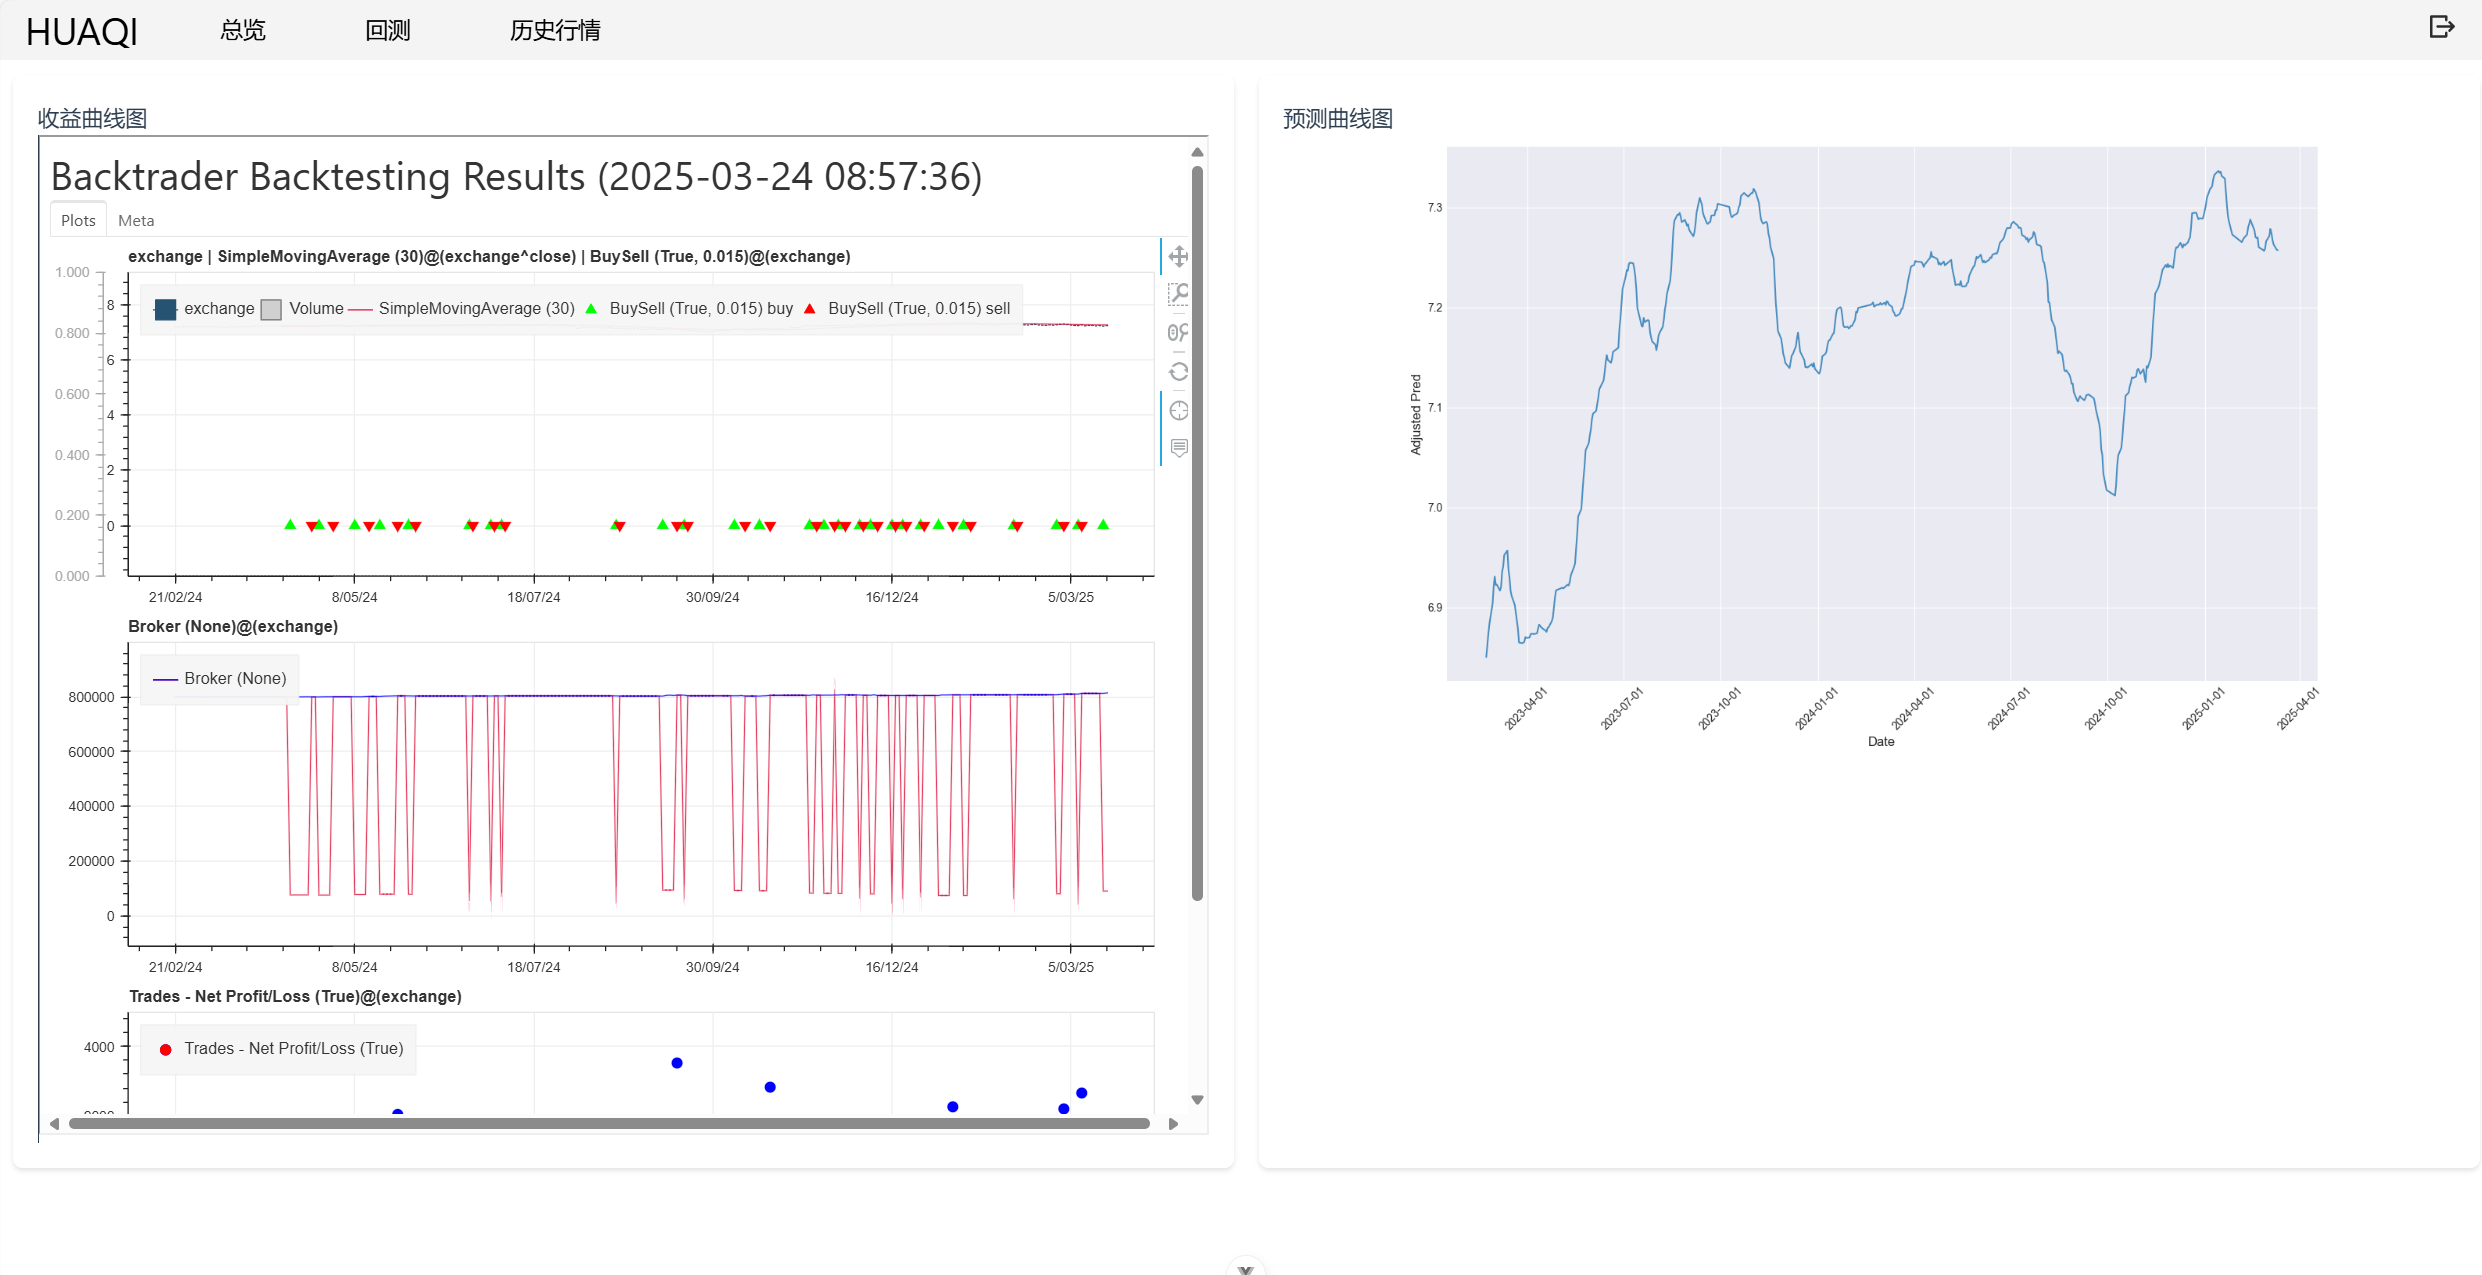 HUAQI 总览 回测 历史行情
收益曲线图
Backtrader Backtesting Results (2025-03-24 08:57:36)
Plots Meta
exchange | SimpleMovingAverage (30)@(exchange^close) | BuySell (True, 0.015)@(exchange)
exchange Volume SimpleMovingAverage (30) BuySell (True, 0.015) buy BuySell (True, 0.015) sell
1.000
0.800
0.600
0.400
0.200
0.000
8
6
4
2
0
21/02/24 8/05/24 18/07/24 30/09/24 16/12/24 5/03/25
Broker (None)@(exchange)
Broker (None)
800000
600000
400000
200000
0
21/02/24 8/05/24 18/07/24 30/09/24 16/12/24 5/03/25
Trades - Net Profit/Loss (True)@(exchange)
Trades - Net Profit/Loss (True)
4000
预测曲线图
7.3
7.2
7.1
7.0
6.9
Adjusted Pred
2023-04-01 2023-07-01 2023-10-01 2024-01-01 2024-04-01 2024-07-01 2024-10-01 2025-01-01 2025-04-01
Date